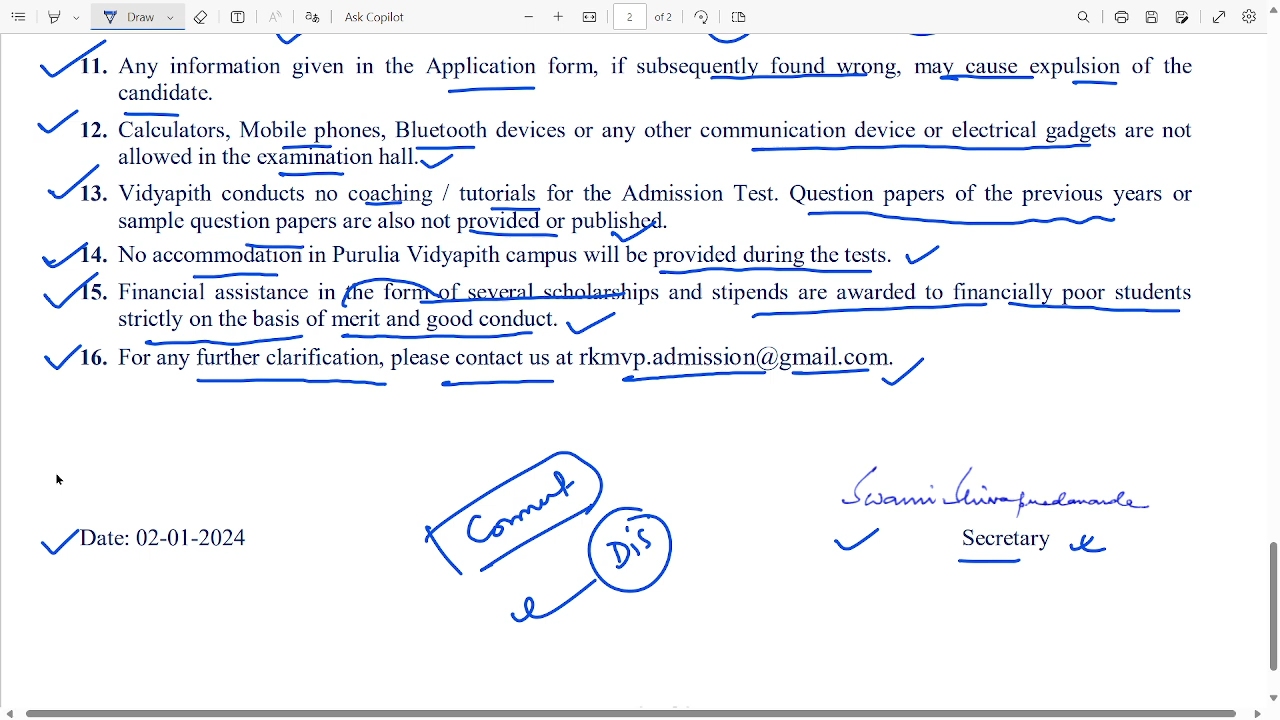 Draw
Ask Copilot
2 of 2
11. Any information given in the Application form, if subsequently found wrong, may cause expulsion of the
candidate.
12. Calculators, Mobile phones, Bluetooth devices or any other communication device or electrical gadgets are not
allowed in the examination hall.
13. Vidyapith conducts no coaching / tutorials for the Admission Test. Question papers of the previous years or
sample question papers are also not provided or published.
14. No accommodation in Purulia Vidyapith campus will be provided during the tests.
15. Financial assistance in the form of several scholarships and stipends are awarded to financially poor students
strictly on the basis of merit and good conduct.
16. For any further clarification, please contact us at rkmvp.admission@gmail.com.
Swami
Dis
Date: 02-01-2024
Secretary